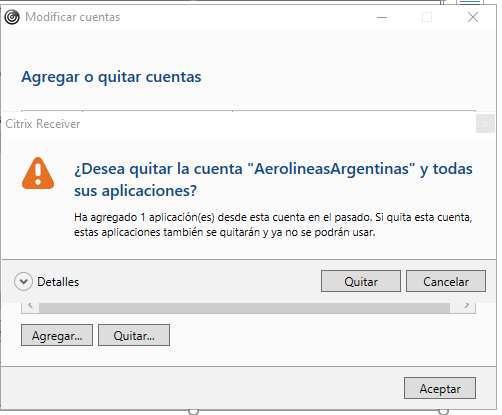 Modificar cuentas
Agregar o quitar cuentas
Citrix Receiver
¿Desea quitar la cuenta "AerolineasArgentinas" y todas
sus aplicaciones?
Ha agregado 1 aplicación(es) desde esta cuenta en el pasado. Si quita esta cuenta,
estas aplicaciones también se quitarán y ya no se podrán usar.
Detalles
Quitar
Cancelar
Agregar...
Quitar...
Aceptar